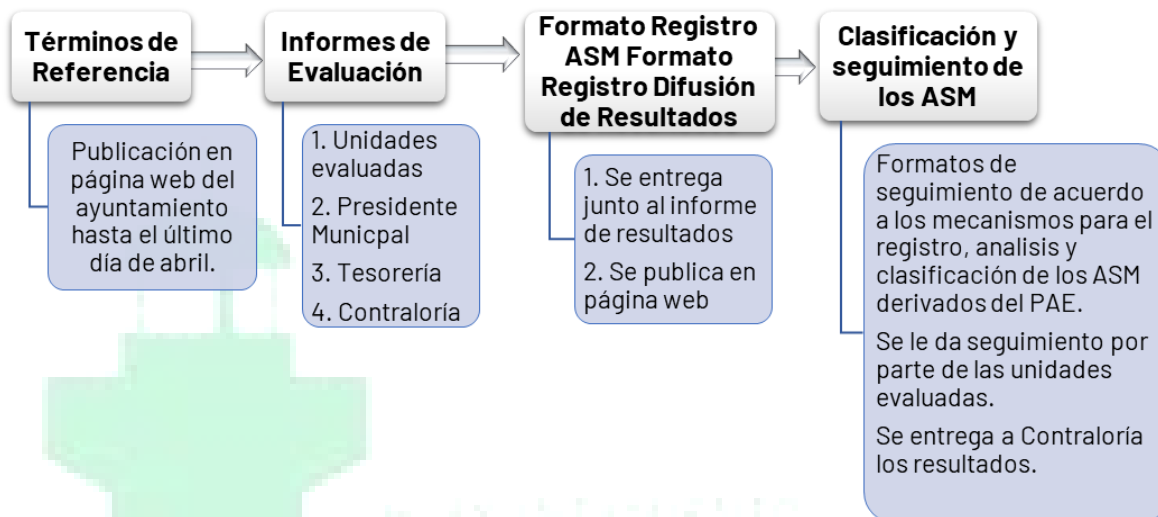 Términos de
Referencia
Publicación en
página web del
ayuntamiento
hasta el último
día de abril.
Informes de
Evaluación
1. Unidades
evaluadas
2. Presidente
Municpal
3. Tesorería
4. Contraloría
Formato Registro
ASM Formato
Registro Difusión
de Resultados
1. Se entrega
junto al informe
de resultados
2. Se publica en
página web
Clasificación y
seguimiento de
los ASM
Formatos de
seguimiento de acuerdo
a los mecanismos para el
registro, analisis y
clasificación de los ASM
derivados del PAE.
Se le da seguimiento por
parte de las unidades
evaluadas.
Se entrega a Contraloría
los resultados.